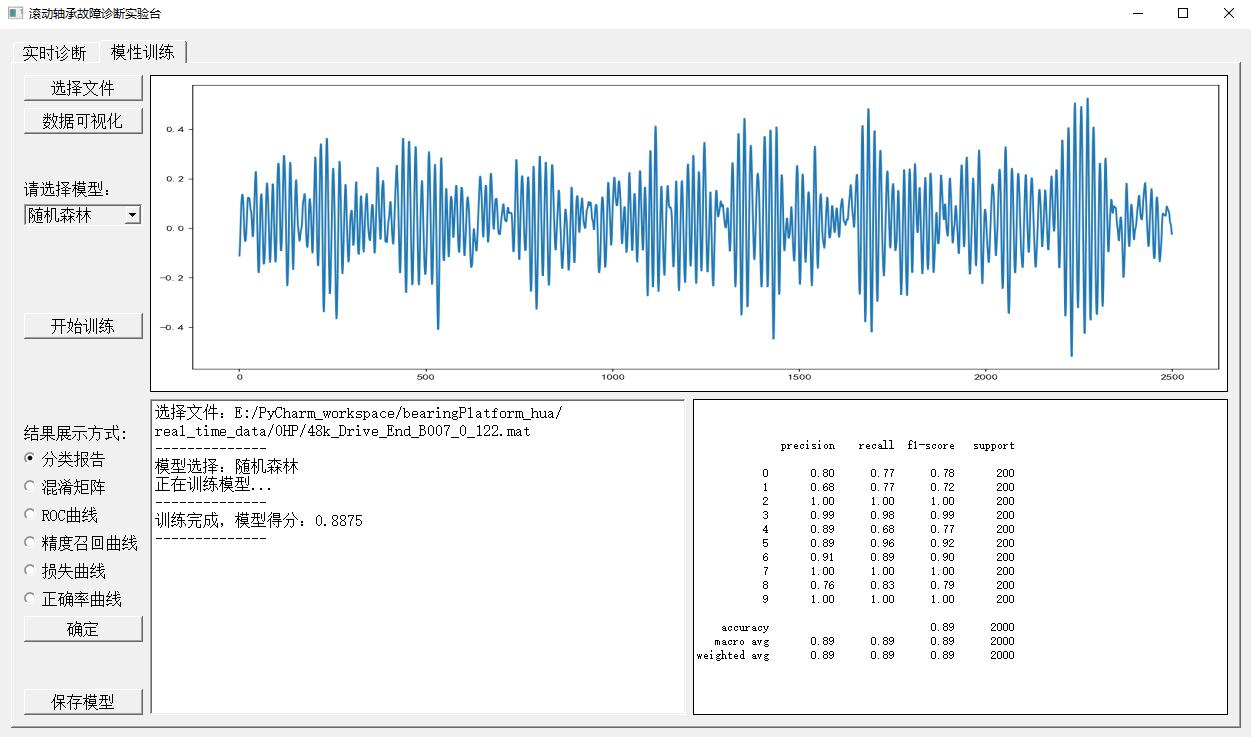 滚动轴承故障诊断实验台
实时诊断 模性训练
选择文件
数据可视化
请选择模型：
随机森林
开始训练
结果展示方式：
分类报告
混淆矩阵
ROC曲线
精度召回曲线
损失曲线
正确率曲线
确定
保存模型
0.4
0.2
0.0
−0.2
−0.4
0 500 1000 1500 2000 2500
选择文件：E:/PyCharm_workspace/bearingPlatform_hua/
real_time_data/0HP/48k_Drive_End_B007_0_122.mat
--------------
模型选择：随机森林
正在训练模型...
--------------
训练完成，模型得分：0.8875
--------------
precision recall f1-score support
0 0.80 0.77 0.78 200
1 0.68 0.77 0.72 200
2 1.00 1.00 1.00 200
3 0.99 0.98 0.99 200
4 0.89 0.68 0.77 200
5 0.89 0.96 0.92 200
6 0.91 0.89 0.90 200
7 1.00 1.00 1.00 200
8 0.76 0.83 0.79 200
9 1.00 1.00 1.00 200
accuracy 0.89 2000
macro avg 0.89 0.89 0.89 2000
weighted avg 0.89 0.89 0.89 2000